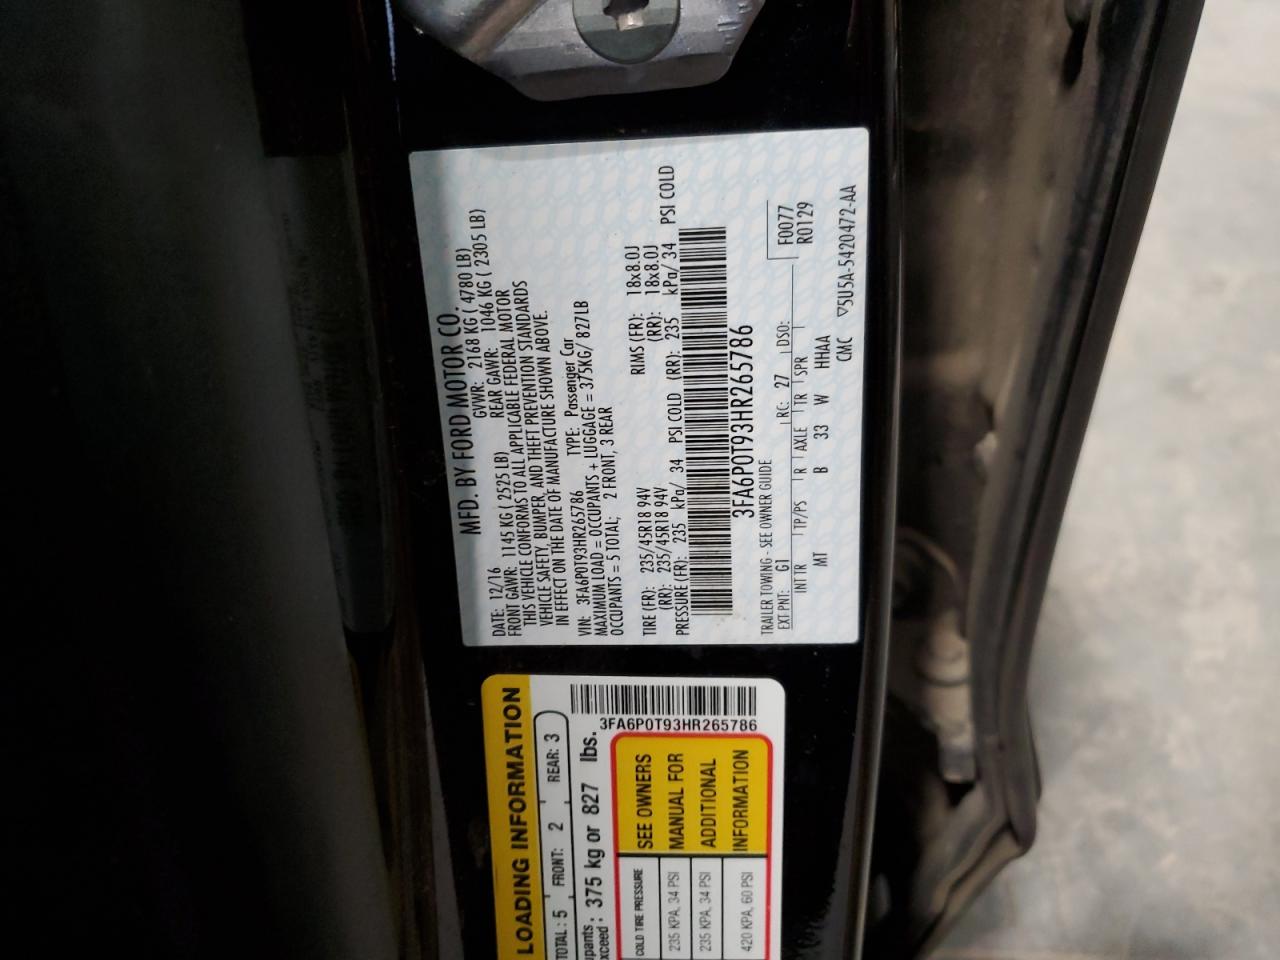 MFD. BY FORD MOTOR CO.
DATE: 12/16 GVWR: 2168 KG ( 4780 LB)
FRONT GAWR: 1145 KG ( 2525 LB) REAR GAWR: 1046 KG ( 2305 LB)
THIS VEHICLE CONFORMS TO ALL APPLICABLE FEDERAL MOTOR
VEHICLE SAFETY, BUMPER, AND THEFT PREVENTION STANDARDS
IN EFFECT ON THE DATE OF MANUFACTURE SHOWN ABOVE.
VIN: 3FA6P0T93HR265786 TYPE: Passenger Car
MAXIMUM LOAD = OCCUPANTS + LUGGAGE = 375KG/ 827LB
OCCUPANTS = 5 TOTAL; 2 FRONT, 3 REAR
TIRE (FR): 235/45R18 94V RIMS (FR): 18x8.0J
(RR): 235/45R18 94V (RR): 18x8.0J
PRESSURE (FR): 235 kPa/ 34 PSI COLD (RR): 235 kPa/ 34 PSI COLD
3FA6P0T93HR265786
TRAILER TOWING - SEE OWNER GUIDE F0077
EXT PNT: G1 RC: 27 DSO: R0129
INT TR TP/PS R AXLE TR SPR
MT B 33 W HHAA
CMC ▽5U5A-5420472-AA
LOADING INFORMATION
TOTAL : 5 FRONT: 2 REAR: 3
375 kg or 827 lbs.
3FA6P0T93HR265786
COLD TIRE PRESSURE SEE OWNERS
235 KPA, 34 PSI MANUAL FOR
235 KPA, 34 PSI ADDITIONAL
420 KPA, 60 PSI INFORMATION